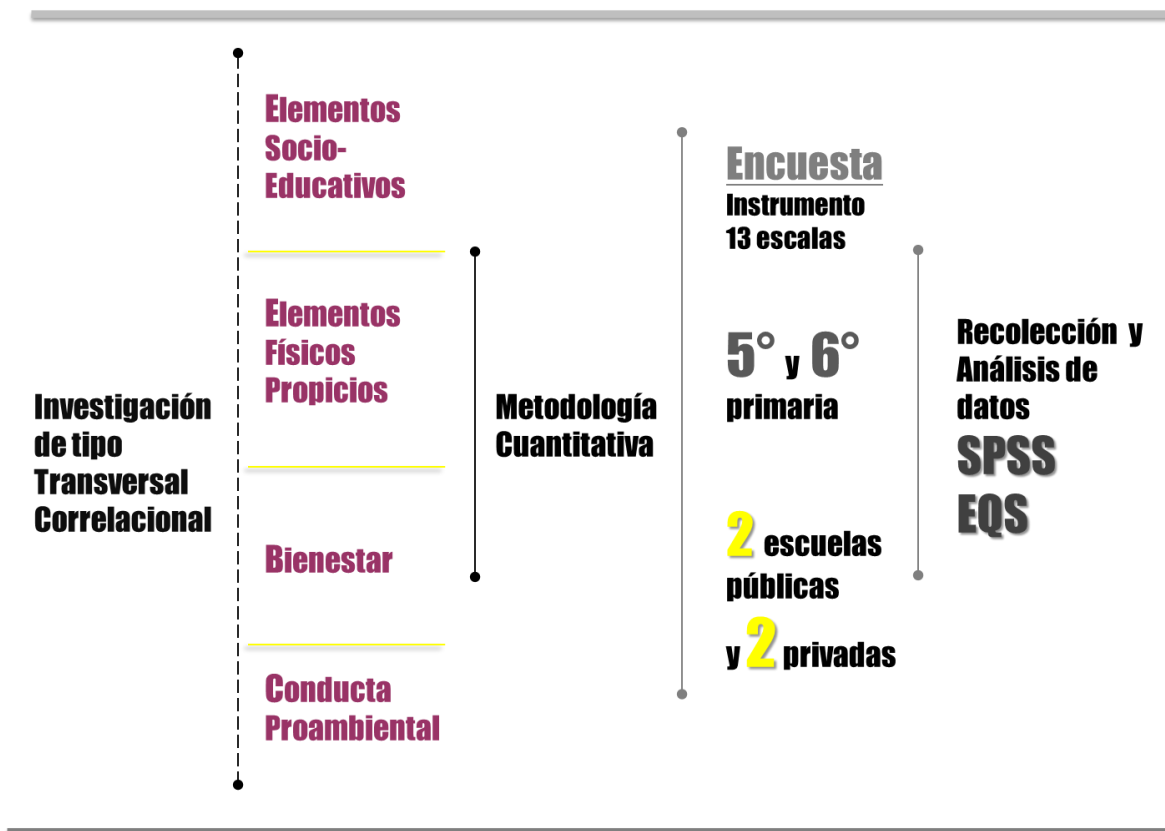 Investigación
de tipo
Transversal
Correlacional
Elementos
Socio-
Educativos
Elementos
Físicos
Propicios
Bienestar
Conducta
Proambiental
Metodología
Cuantitativa
Encuesta
Instrumento
13 escalas
5° y 6°
primaria
2 escuelas
públicas
y 2 privadas
Recolección y
Análisis de
datos
SPSS
EQS